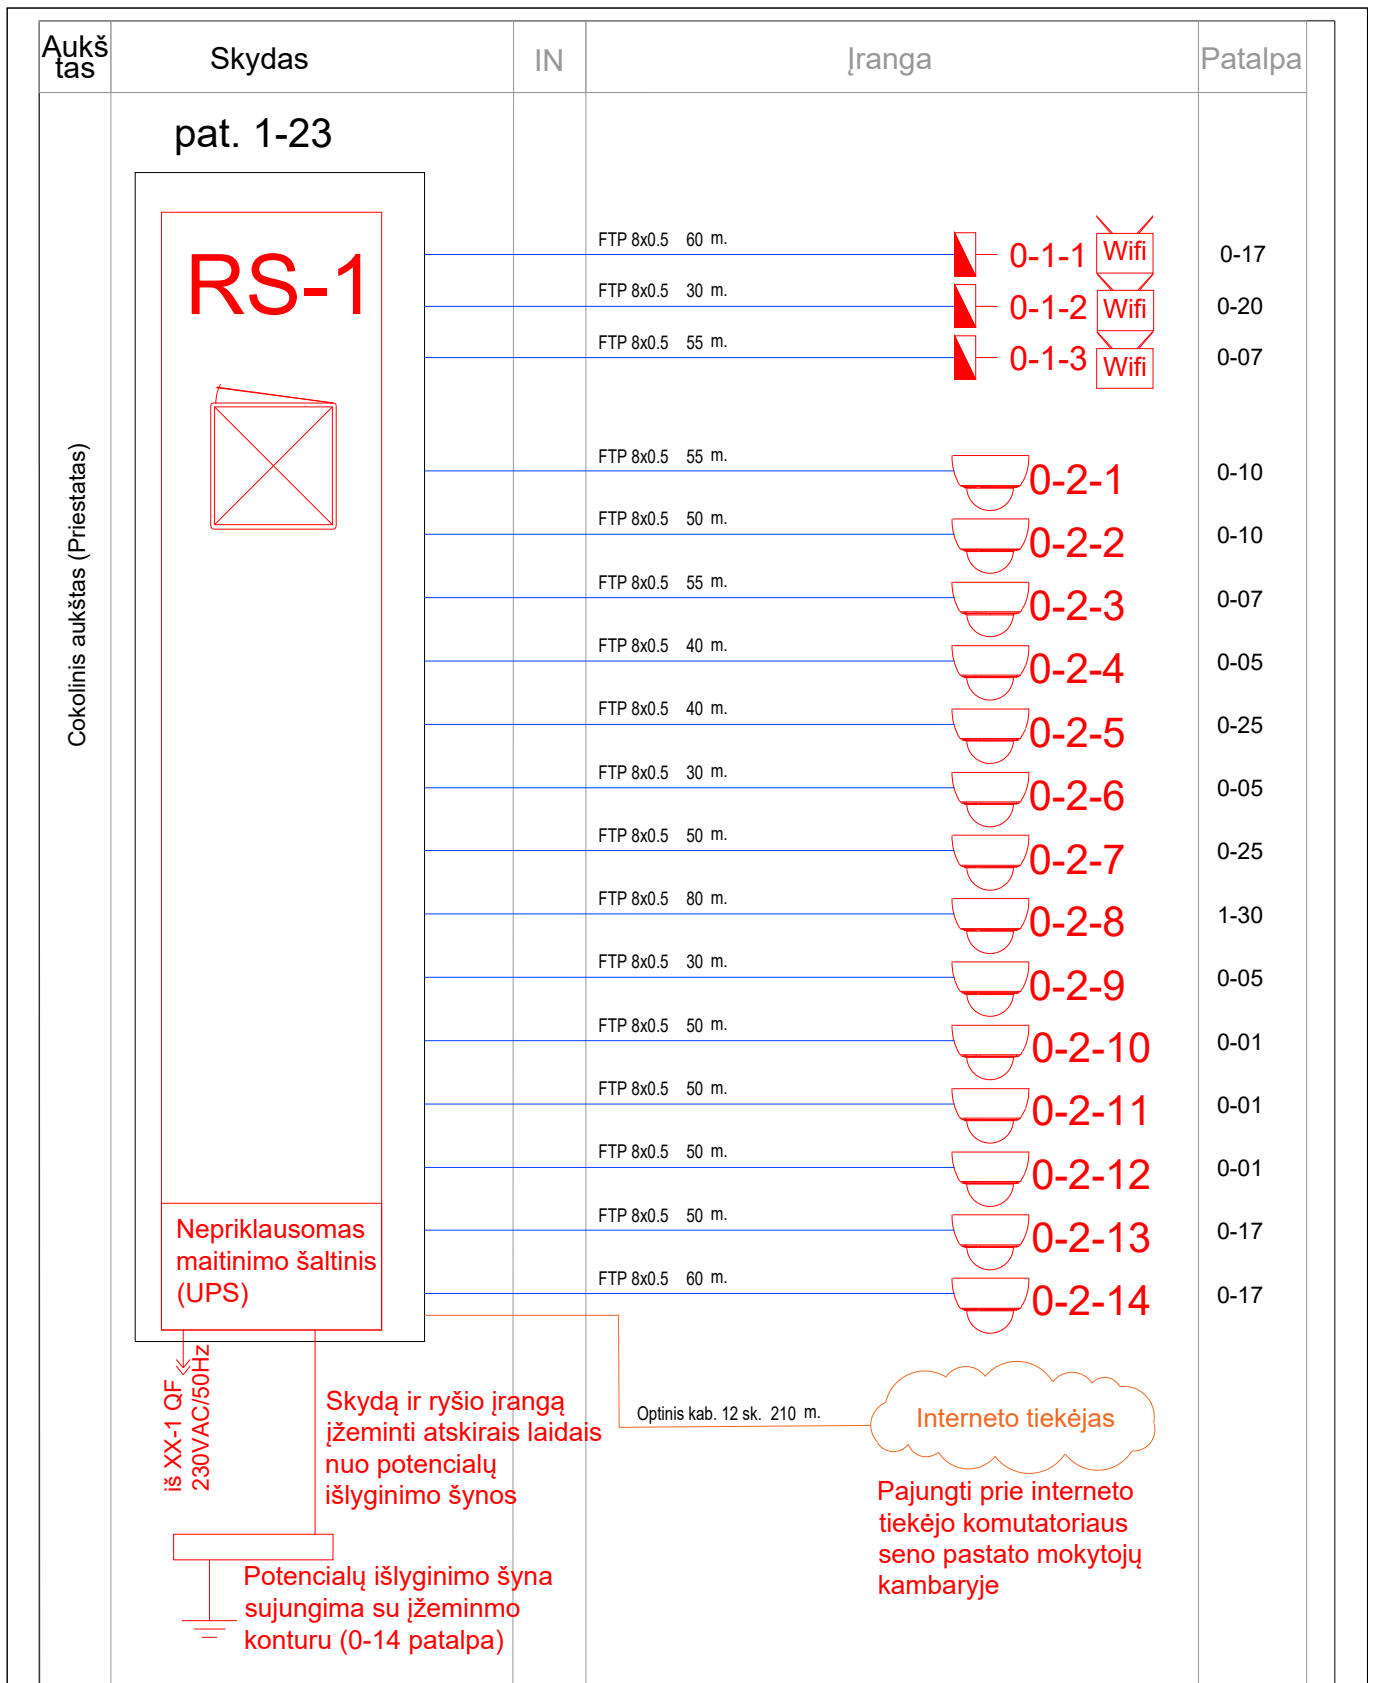 Aukš
tas
Skydas
IN
Įranga
Patalpa
pat. 1-23
RS-1
Cokolinis aukštas (Priestatas)
FTP 8x0.5 60 m.
0-1-1
Wifi
0-17
FTP 8x0.5 30 m.
0-1-2
Wifi
0-20
FTP 8x0.5 55 m.
0-1-3
Wifi
0-07
FTP 8x0.5 55 m.
0-2-1
0-10
FTP 8x0.5 50 m.
0-2-2
0-10
FTP 8x0.5 55 m.
0-2-3
0-07
FTP 8x0.5 40 m.
0-2-4
0-05
FTP 8x0.5 40 m.
0-2-5
0-25
FTP 8x0.5 30 m.
0-2-6
0-05
FTP 8x0.5 50 m.
0-2-7
0-25
FTP 8x0.5 80 m.
0-2-8
1-30
FTP 8x0.5 30 m.
0-2-9
0-05
FTP 8x0.5 50 m.
0-2-10
0-01
FTP 8x0.5 50 m.
0-2-11
0-01
FTP 8x0.5 50 m.
0-2-12
0-01
FTP 8x0.5 50 m.
0-2-13
0-17
FTP 8x0.5 60 m.
0-2-14
0-17
Nepriklausomas
maitinimo šaltinis
(UPS)
iš XX-1 QF
230VAC/50Hz
Skydą ir ryšio įrangą
įžeminti atskirais laidais
nuo potencialų
išlyginimo šynos
Optinis kab. 12 sk. 210 m.
Interneto tiekėjas
Pajungti prie interneto
tiekėjo komutatoriaus
seno pastato mokytojų
kambaryje
Potencialų išlyginimo šyna
sujungima su įžeminmo
konturu (0-14 patalpa)